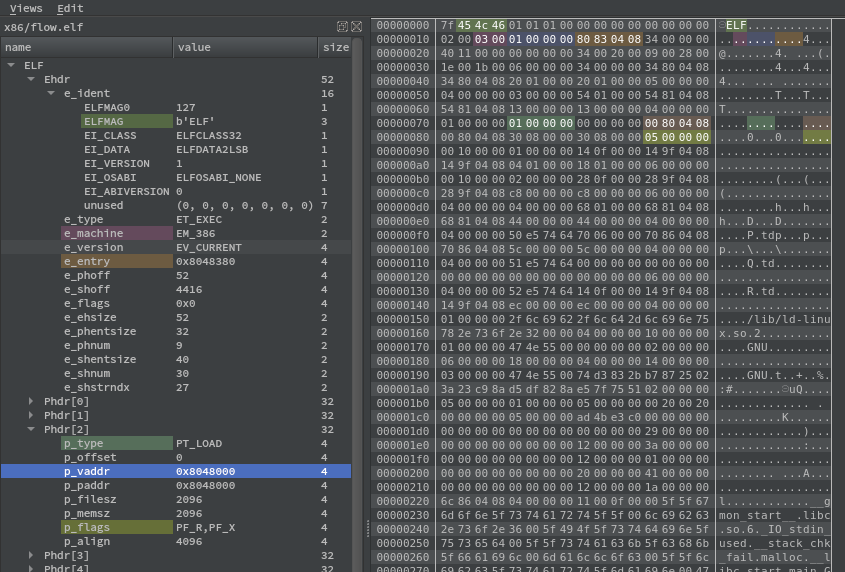 Views Edit
x86/flow.elf
name value size
ELF
Ehdr 52
e_ident 16
ELFMAG0 127 1
ELFMAG b'ELF' 3
EI_CLASS ELFCLASS32 1
EI_DATA ELFDATA2LSB 1
EI_VERSION 1 1
EI_OSABI ELFOSABI_NONE 1
EI_ABIVERSION 0 1
unused (0, 0, 0, 0, 0, 0, 0) 7
e_type ET_EXEC 2
e_machine EM_386 2
e_version EV_CURRENT 4
e_entry 0x8048380 4
e_phoff 52 4
e_shoff 4416 4
e_flags 0x0 4
e_ehsize 52 2
e_phentsize 32 2
e_phnum 9 2
e_shentsize 40 2
e_shnum 30 2
e_shstrndx 27 2
Phdr[0] 32
Phdr[1] 32
Phdr[2] 32
p_type PT_LOAD 4
p_offset 0 4
p_vaddr 0x8048000 4
p_paddr 0x8048000 4
p_filesz 2096 4
p_memsz 2096 4
p_flags PF_R,PF_X 4
p_align 4096 4
Phdr[3] 32
Phdr[4] 32
00000000 7f 45 4c 46 01 01 01 00 00 00 00 00 00 00 00 00 ELF............
00000010 02 00 03 00 01 00 00 00 80 83 04 08 34 00 00 00 ............4...
00000020 40 11 00 00 00 00 00 00 34 00 20 00 09 00 28 00 @.......4. ...(.
00000030 1e 00 1b 00 06 00 00 00 34 00 00 00 34 80 04 08 ........4...4...
00000040 34 80 04 08 20 01 00 00 20 01 00 00 05 00 00 00 4... ... .......
00000050 04 00 00 00 03 00 00 00 54 01 00 00 54 81 04 08 ........T...T...
00000060 54 81 04 08 13 00 00 00 13 00 00 00 04 00 00 00 T...............
00000070 01 00 00 00 01 00 00 00 00 00 00 00 00 80 04 08 ................
00000080 00 80 04 08 30 08 00 00 30 08 00 00 05 00 00 00 ....0...0.......
00000090 00 10 00 00 01 00 00 00 14 0f 00 00 14 9f 04 08 ................
000000a0 14 9f 04 08 04 01 00 00 18 01 00 00 06 00 00 00 ................
000000b0 00 10 00 00 02 00 00 00 28 0f 00 00 28 9f 04 08 ........(...(...
000000c0 28 9f 04 08 c8 00 00 00 c8 00 00 00 06 00 00 00 (...............
000000d0 04 00 00 00 04 00 00 00 68 01 00 00 68 81 04 08 ........h...h...
000000e0 68 81 04 08 44 00 00 00 44 00 00 00 04 00 00 00 h...D...D.......
000000f0 04 00 00 00 50 e5 74 64 70 06 00 00 70 86 04 08 ....P.tdp...p...
00000100 70 86 04 08 5c 00 00 00 5c 00 00 00 04 00 00 00 p...\...\.......
00000110 04 00 00 00 51 e5 74 64 00 00 00 00 00 00 00 00 ....Q.td........
00000120 00 00 00 00 00 00 00 00 00 00 00 00 06 00 00 00 ................
00000130 04 00 00 00 52 e5 74 64 14 0f 00 00 14 9f 04 08 ....R.td........
00000140 14 9f 04 08 ec 00 00 00 ec 00 00 00 04 00 00 00 ................
00000150 01 00 00 00 2f 6c 69 62 2f 6c 64 2d 6c 69 6e 75 ..../lib/ld-linu
00000160 78 2e 73 6f 2e 32 00 00 04 00 00 00 10 00 00 00 x.so.2..........
00000170 01 00 00 00 47 4e 55 00 00 00 00 00 02 00 00 00 ....GNU.........
00000180 06 00 00 00 18 00 00 00 04 00 00 00 14 00 00 00 ................
00000190 03 00 00 00 47 4e 55 00 74 d3 83 2b b7 87 25 02 ....GNU.t..+..%.
000001a0 3a 23 c9 8a d5 df 82 8a e5 7f 75 51 02 00 00 00 :#.......uQ....
000001b0 05 00 00 00 01 00 00 00 05 00 00 00 00 20 00 20 ............. . 
000001c0 00 00 00 00 05 00 00 00 ad 4b e3 c0 00 00 00 00 .........K......
000001d0 00 00 00 00 00 00 00 00 00 00 00 00 29 00 00 00 ............)...
000001e0 00 00 00 00 00 00 00 00 12 00 00 00 3a 00 00 00 ............:...
000001f0 00 00 00 00 00 00 00 00 12 00 00 00 01 00 00 00 ................
00000200 00 00 00 00 00 00 00 00 20 00 00 00 41 00 00 00 ........ ...A...
00000210 00 00 00 00 00 00 00 00 12 00 00 00 1a 00 00 00 ................
00000220 6c 86 04 08 04 00 00 00 11 00 0f 00 00 5f 5f 67 l............__g
00000230 6d 6f 6e 5f 73 74 61 72 74 5f 5f 00 6c 69 62 63 mon_start__.libc
00000240 2e 73 6f 2e 36 00 5f 49 4f 5f 73 74 64 69 6e 5f .so.6._IO_stdin_
00000250 75 73 65 64 00 5f 5f 73 74 61 63 6b 5f 63 68 6b used.__stack_chk
00000260 5f 66 61 69 6c 00 6d 61 6c 6c 6f 63 00 5f 5f 6c _fail.malloc.__l
00000270 69 62 63 5f 73 74 61 72 74 5f 6d 61 69 6e 00 47 ibc_start_main.G